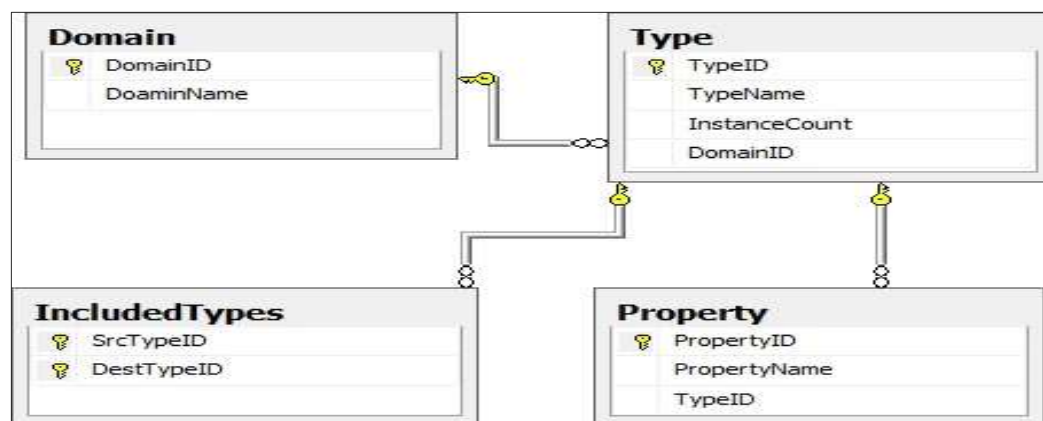 Domain
DomainID
DoaminName
Type
TypeID
TypeName
InstanceCount
DomainID
IncludedTypes
SrcTypeID
DestTypeID
Property
PropertyID
PropertyName
TypeID